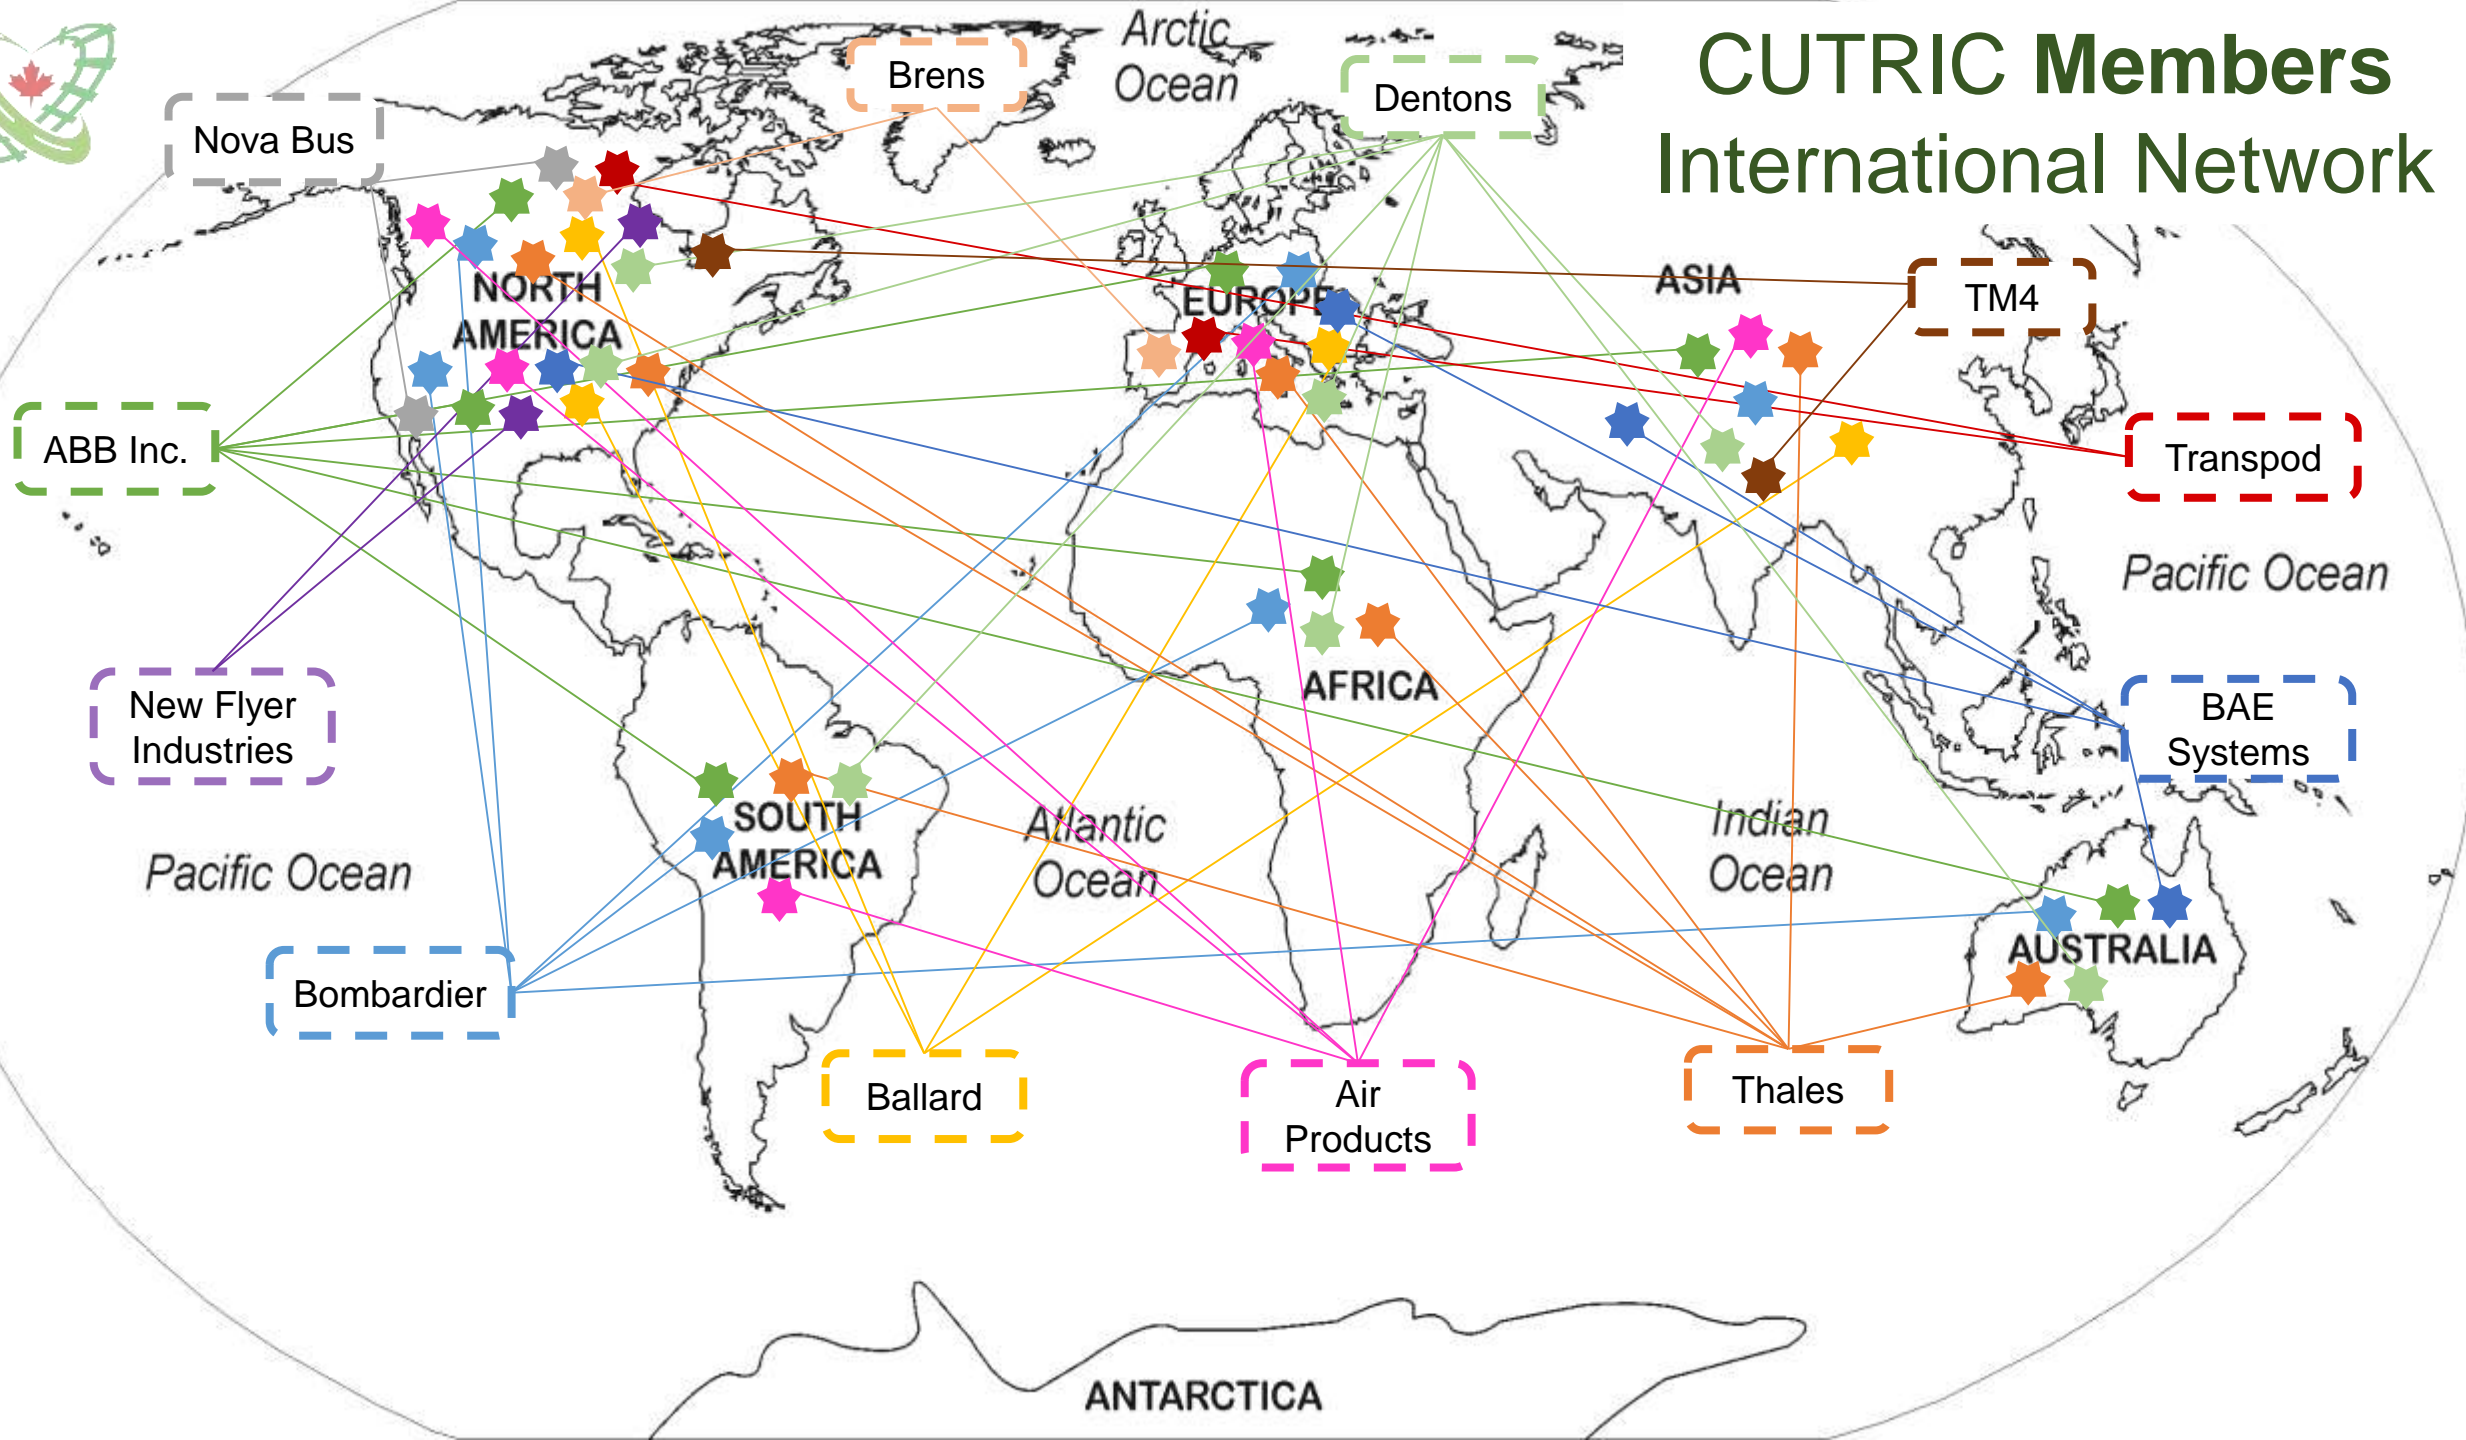 CUTRIC Members
International Network
Arctic
Ocean
Brens
Dentons
Nova Bus
NORTH
AMERICA
EUROPE
ASIA
TM4
ABB Inc.
Transpod
Pacific Ocean
New Flyer
Industries
AFRICA
BAE
Systems
SOUTH
AMERICA
Atlantic
Ocean
Indian
Ocean
Pacific Ocean
AUSTRALIA
Bombardier
Ballard
Air
Products
Thales
ANTARCTICA